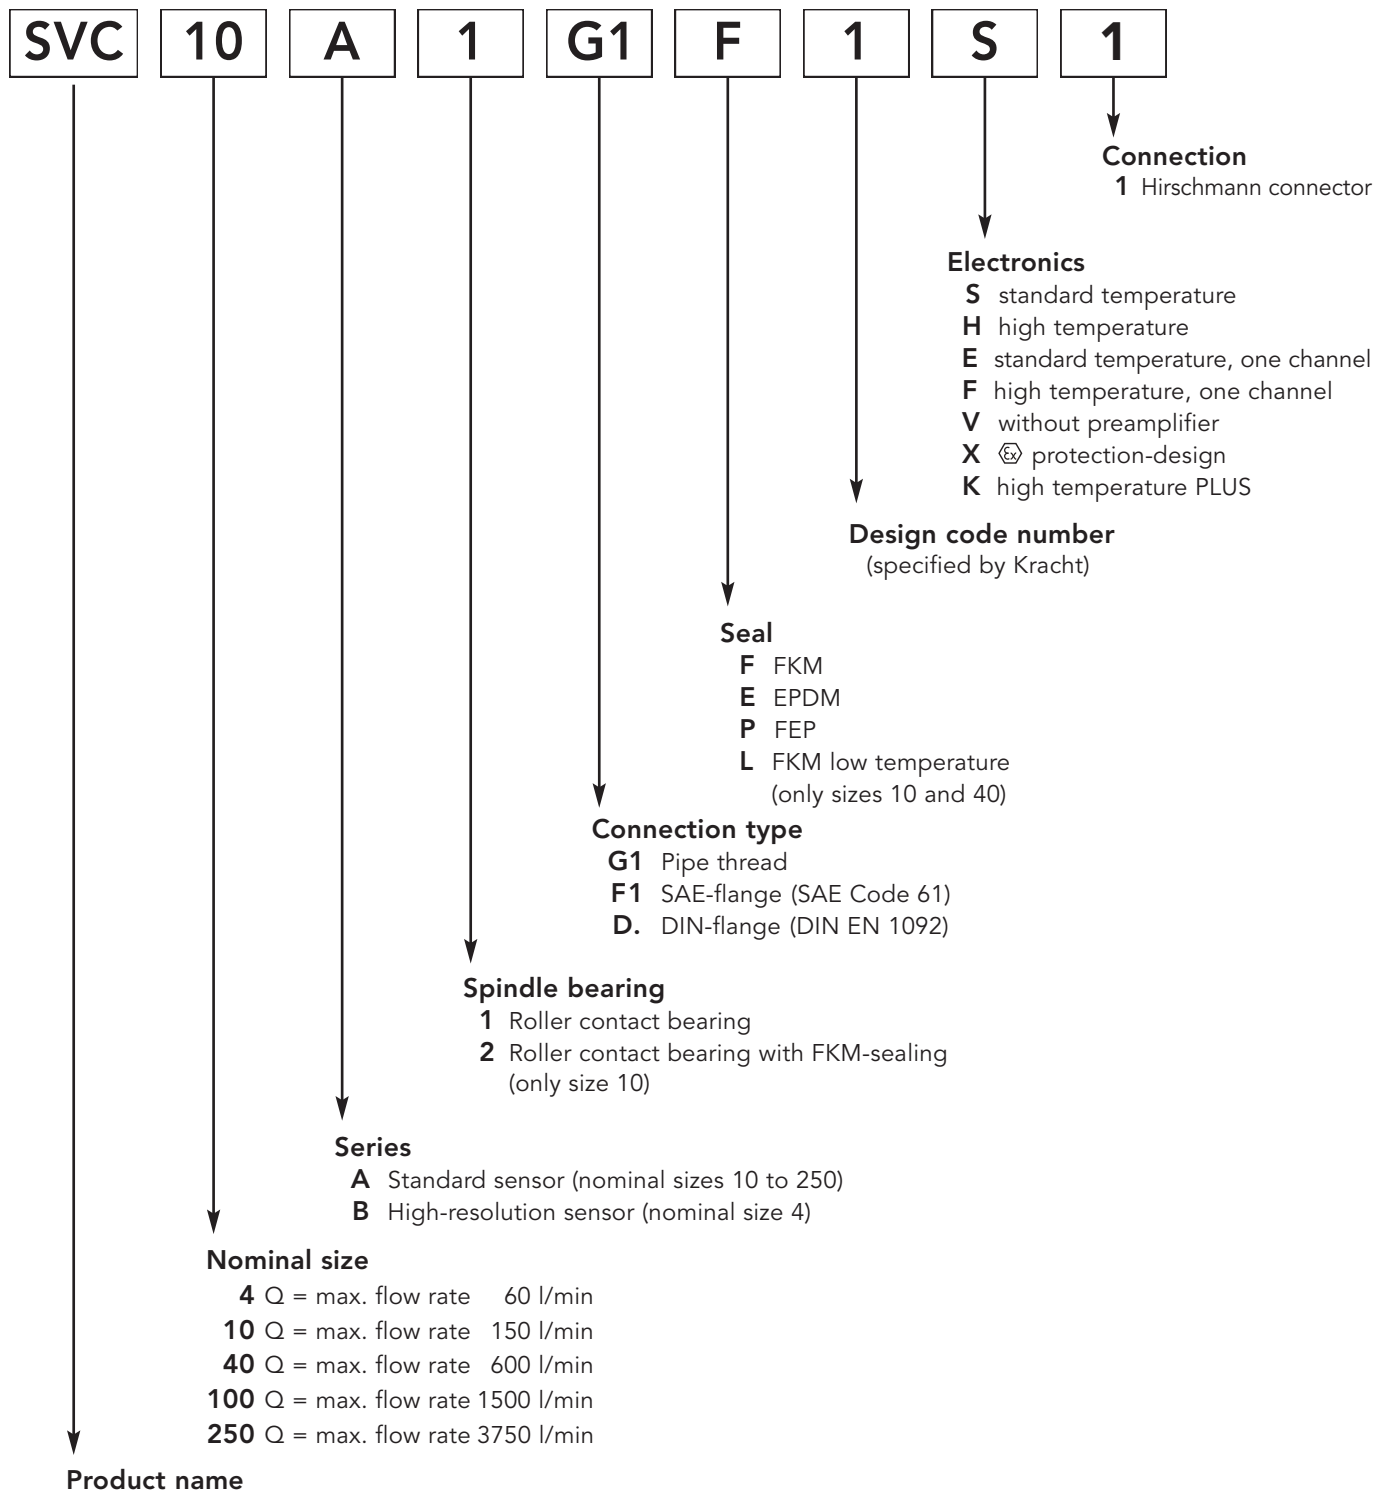 SVC 10 A 1 G1 F 1 S 1
Connection
1 Hirschmann connector
Electronics
S standard temperature
H high temperature
E standard temperature, one channel
F high temperature, one channel
V without preamplifier
X Ex protection-design
K high temperature PLUS
Design code number
(specified by Kracht)
Seal
F FKM
E EPDM
P FEP
L FKM low temperature
(only sizes 10 and 40)
Connection type
G1 Pipe thread
F1 SAE-flange (SAE Code 61)
D. DIN-flange (DIN EN 1092)
Spindle bearing
1 Roller contact bearing
2 Roller contact bearing with FKM-sealing
(only size 10)
Series
A Standard sensor (nominal sizes 10 to 250)
B High-resolution sensor (nominal size 4)
Nominal size
4 Q = max. flow rate 60 l/min
10 Q = max. flow rate 150 l/min
40 Q = max. flow rate 600 l/min
100 Q = max. flow rate 1500 l/min
250 Q = max. flow rate 3750 l/min
Product name